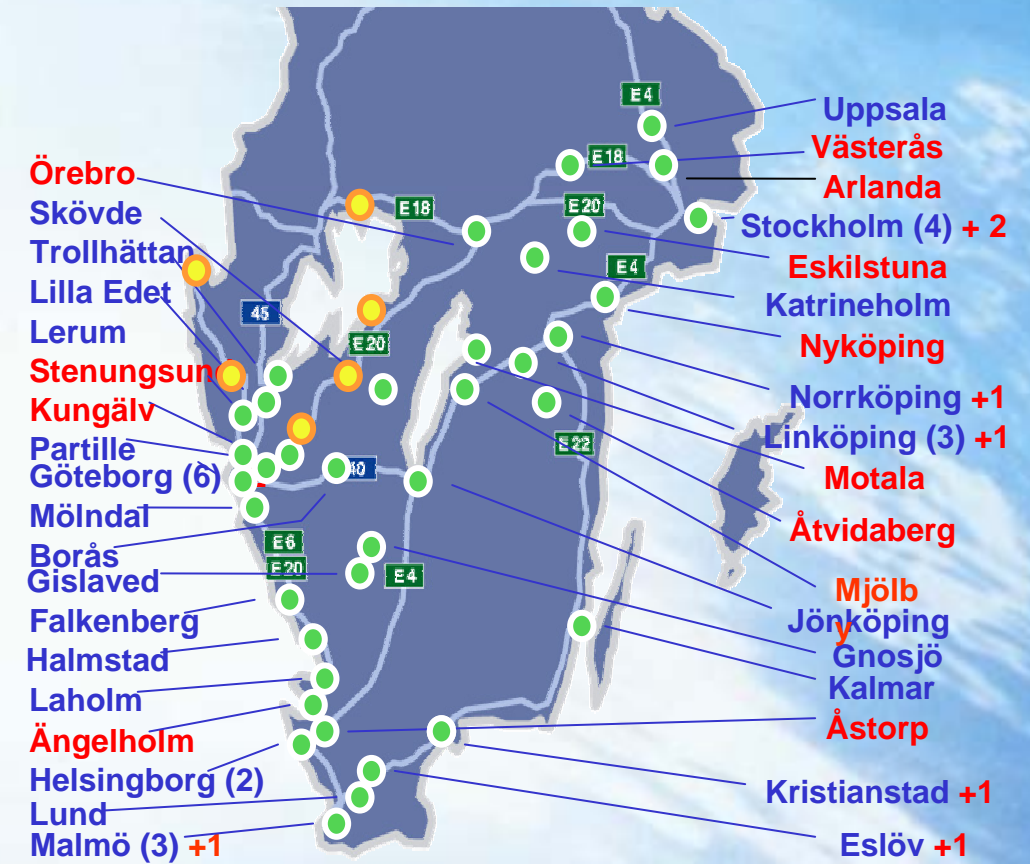 Örebro
Skövde
Trollhättan
Lilla Edet
Lerum
Stenungsun
Kungälv
Partille
Göteborg (6)
Mölndal
Borås
Gislaved
Falkenberg
Halmstad
Laholm
Ängelholm
Helsingborg (2)
Lund
Malmö (3) +1
E4
E18
E18
E20
E4
45
E20
E22
40
E6
E20
E4
Uppsala
Västerås
Arlanda
Stockholm (4) + 2
Eskilstuna
Katrineholm
Nyköping
Norrköping +1
Linköping (3) +1
Motala
Åtvidaberg
Mjölb
y
Jönköping
Gnosjö
Kalmar
Åstorp
Kristianstad +1
Eslöv +1